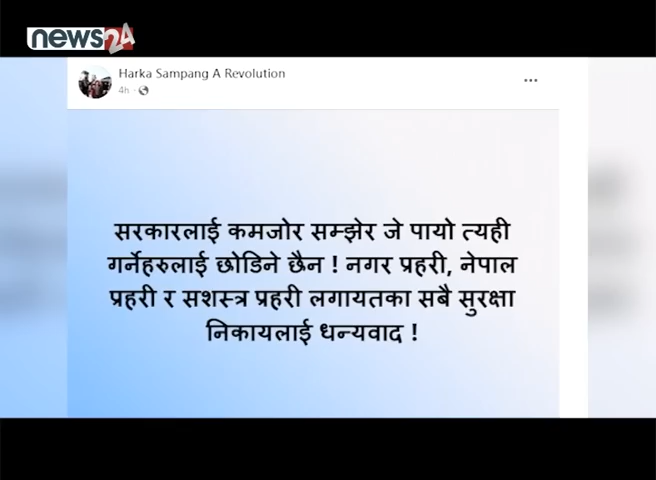 news24
Harka Sampang A Revolution
4h ·
सरकारलाई कमजोर सम्झेर जे पायो त्यही
गर्नेहरुलाई छोडिने छैन ! नगर प्रहरी, नेपाल
प्रहरी र सशस्त्र प्रहरी लगायतका सबै सुरक्षा
निकायलाई धन्यवाद !